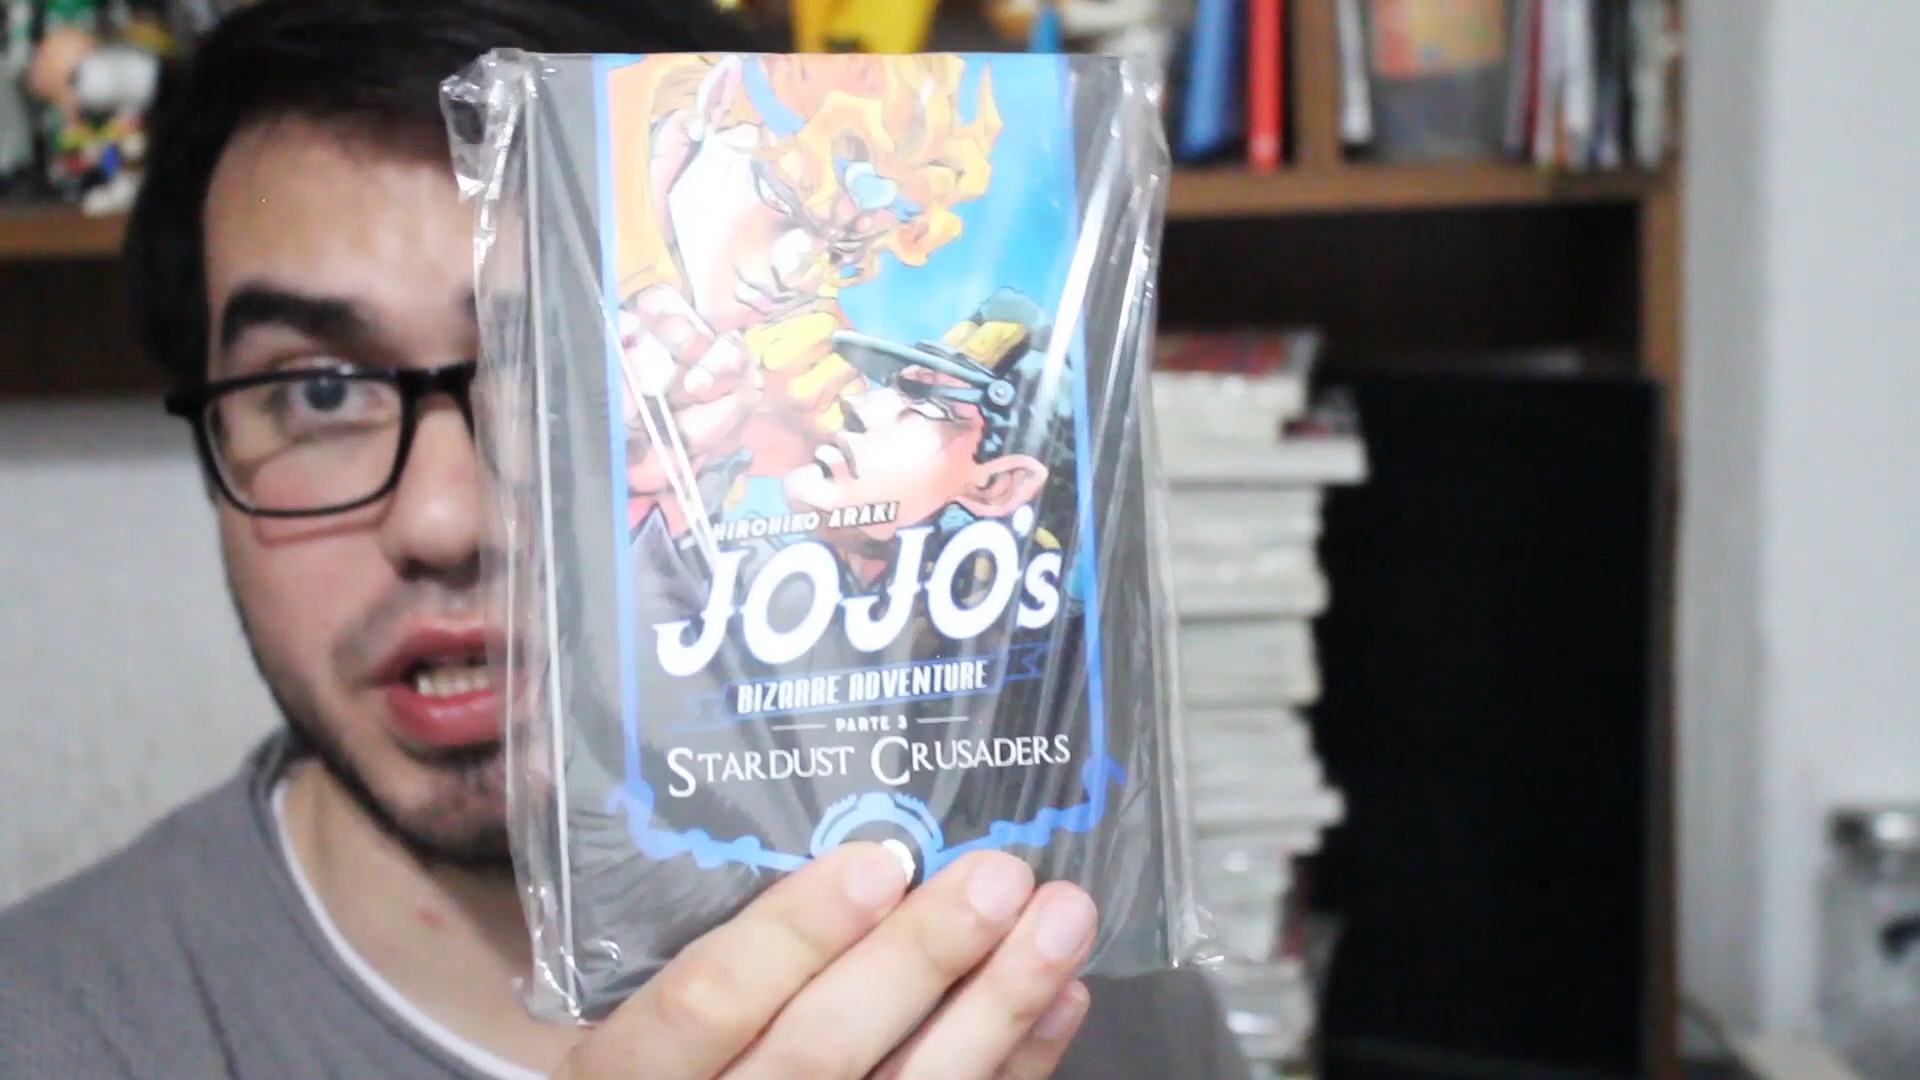 HIROHIKO ARAKI
JOJO's
BIZARRE ADVENTURE
PARTE 3
STARDUST CRUSADERS